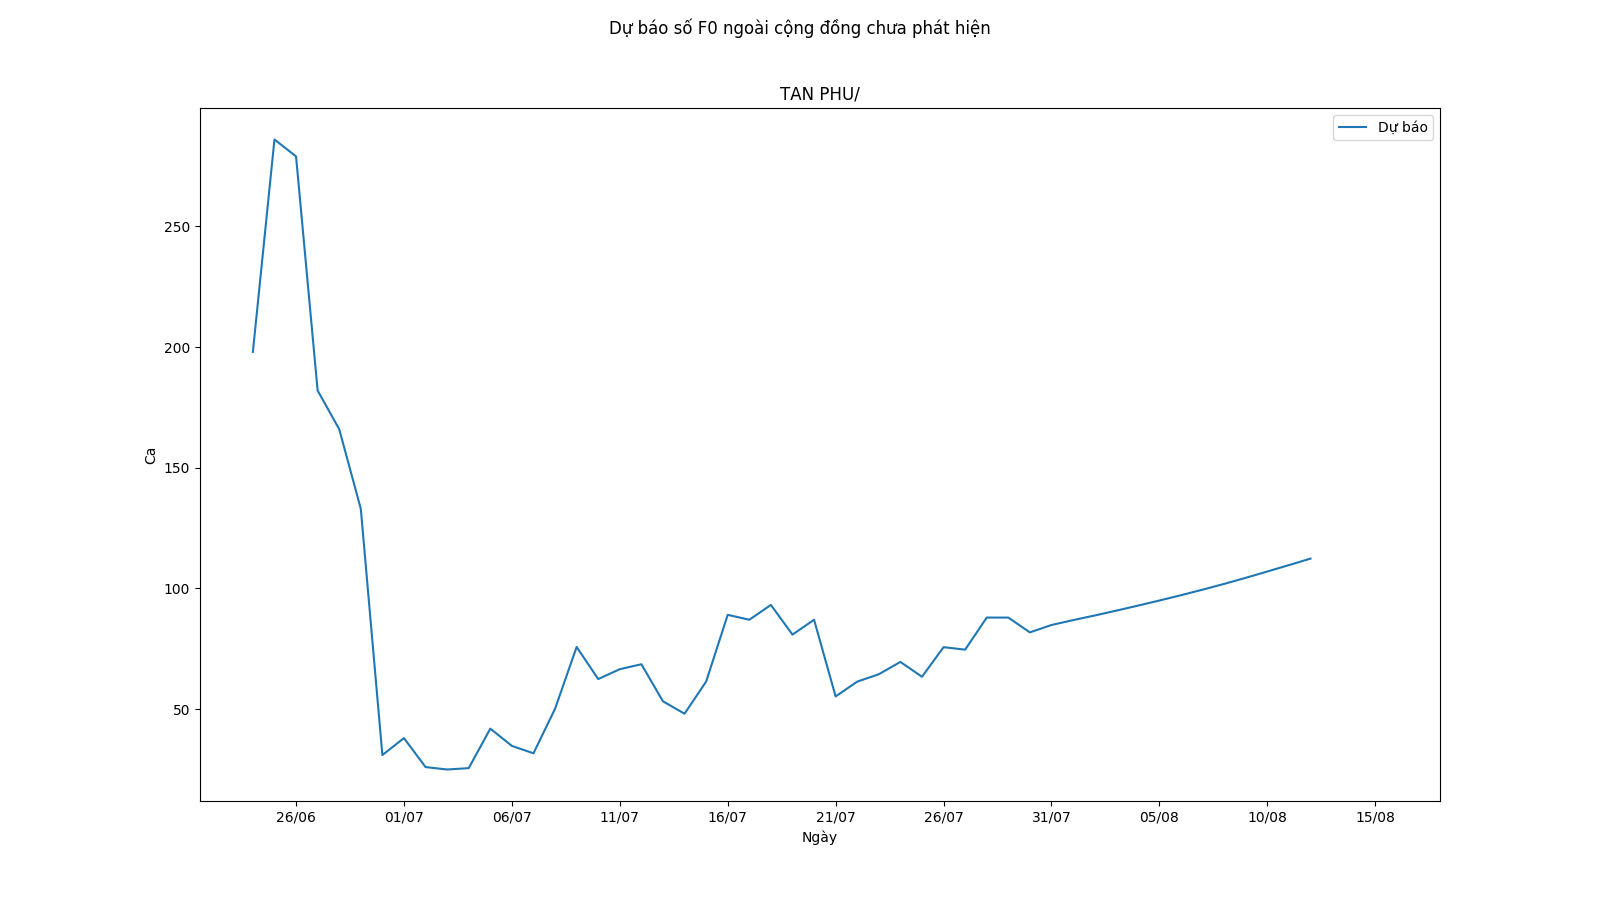 Dự báo số F0 ngoài cộng đồng chưa phát hiện
TAN PHU/
Dự báo
250
200
150
100
50
Ca
26/06 01/07 06/07 11/07 16/07 21/07 26/07 31/07 05/08 10/08 15/08
Ngày